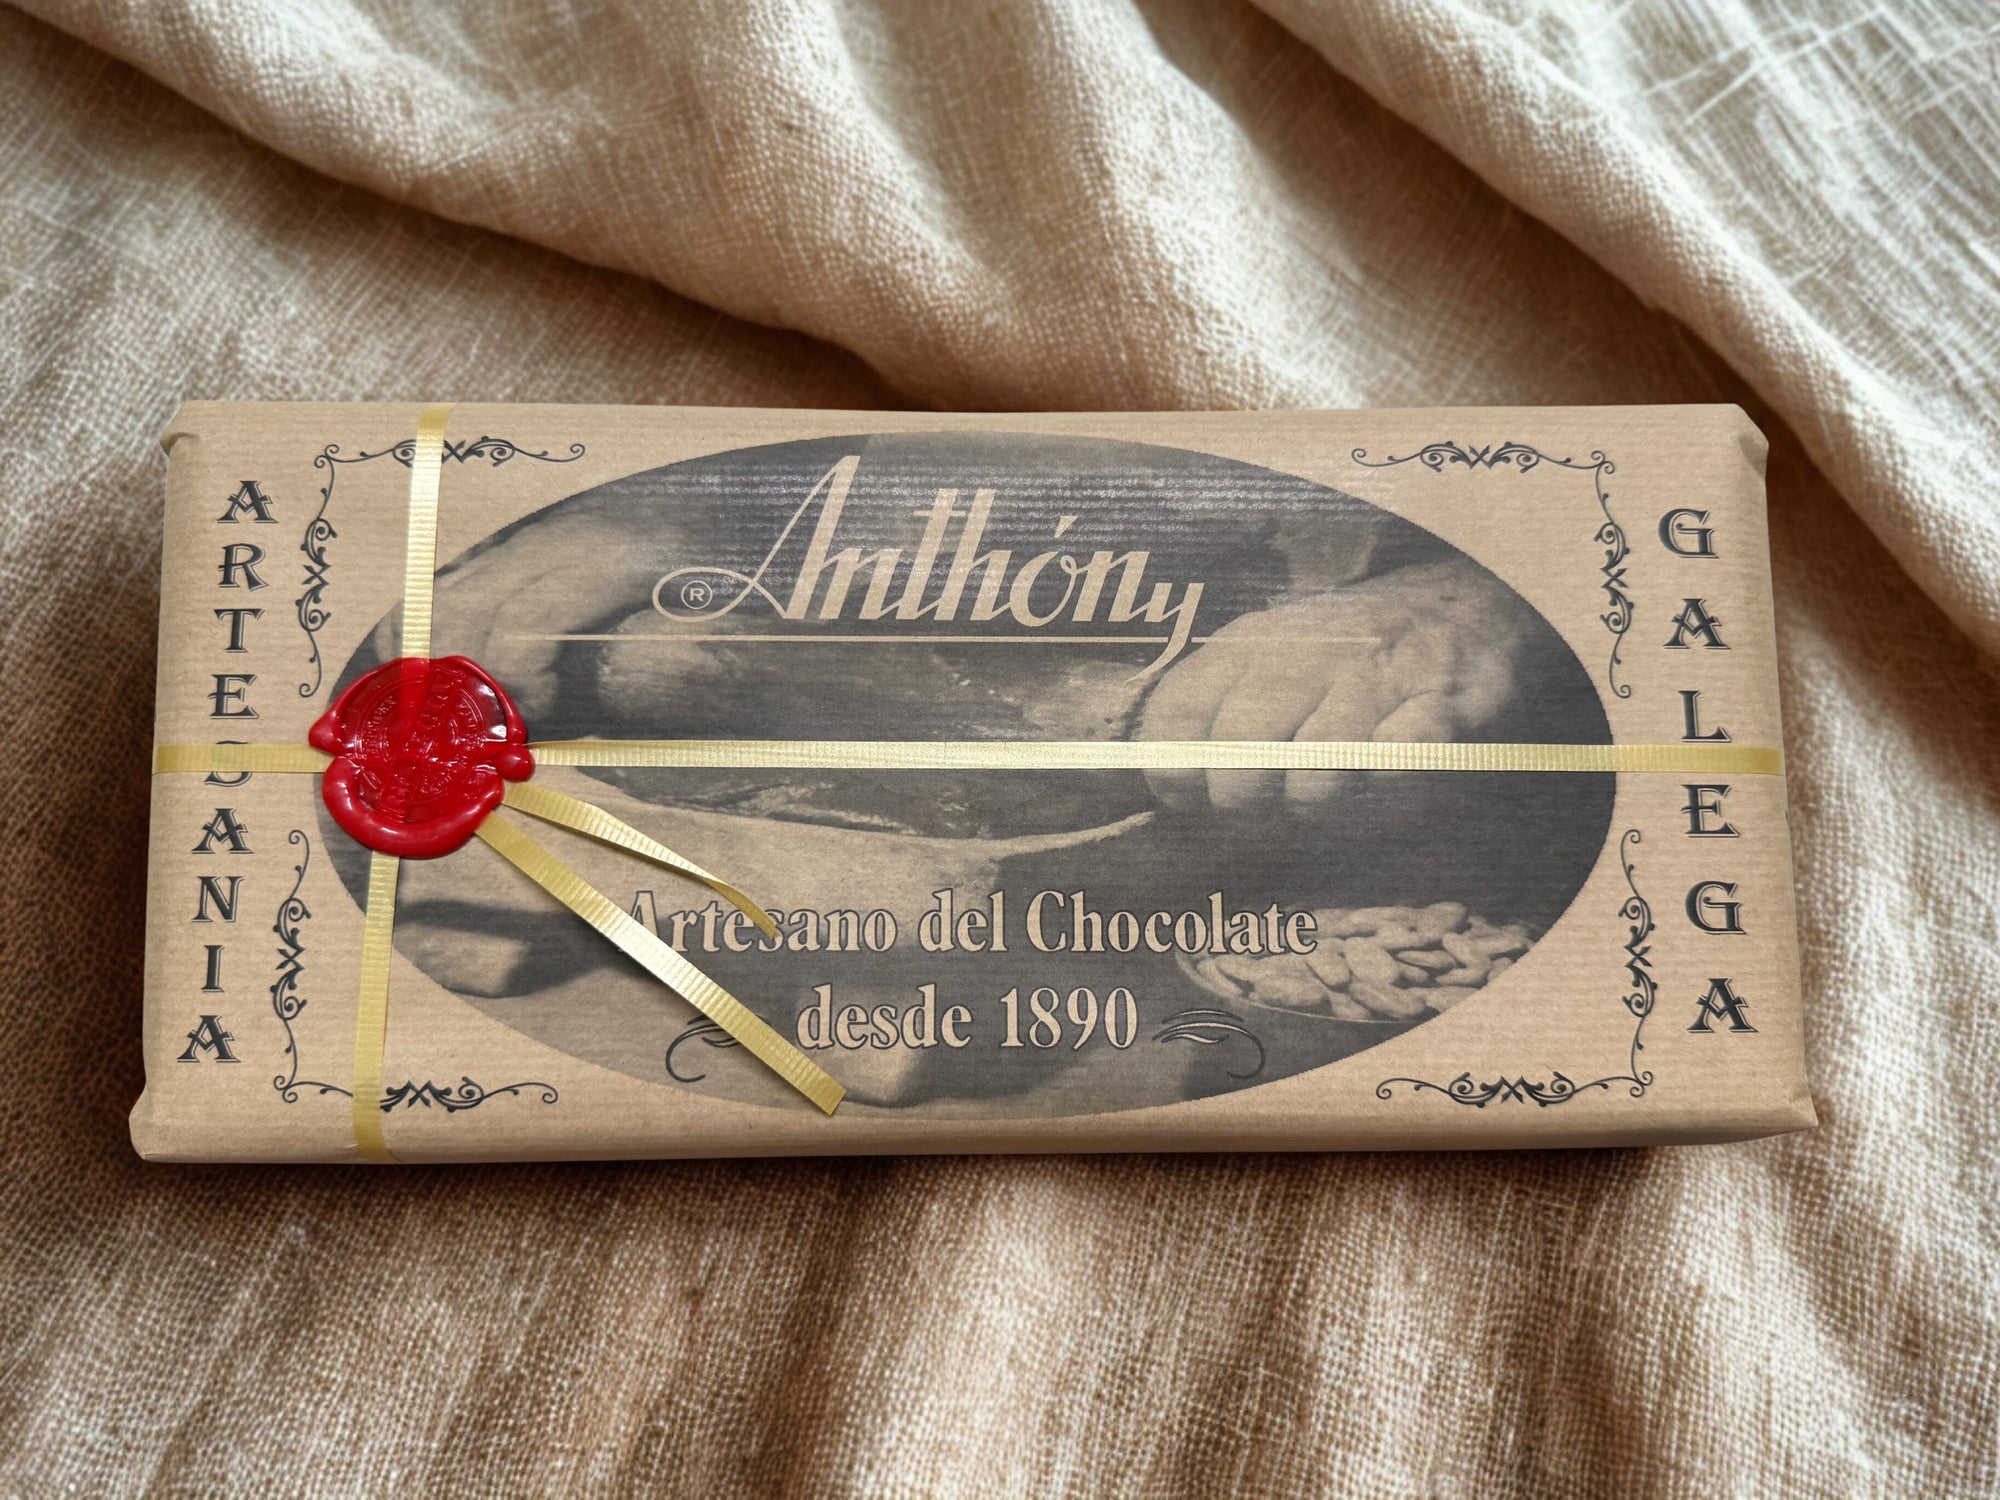 ARTESANIA
® Anthóny
Artesano del Chocolate
desde 1890
GALEGA